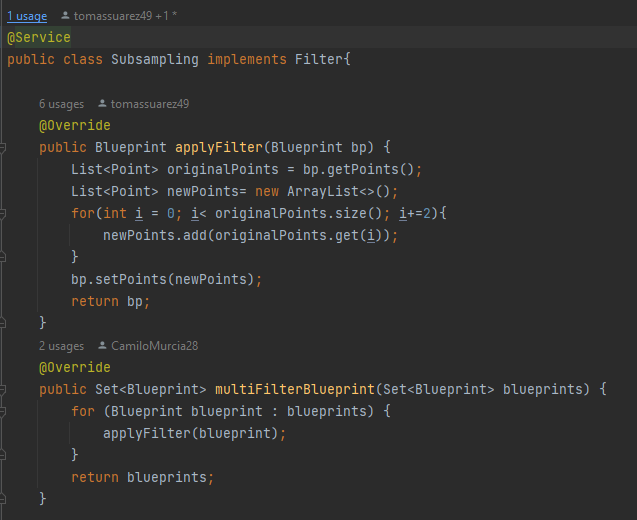 1 usage tomassuarez49 +1 *
@Service
public class Subsampling implements Filter{
6 usages tomassuarez49
@Override
public Blueprint applyFilter(Blueprint bp) {
List<Point> originalPoints = bp.getPoints();
List<Point> newPoints= new ArrayList<>();
for(int i = 0; i< originalPoints.size(); i+=2){
newPoints.add(originalPoints.get(i));
}
bp.setPoints(newPoints);
return bp;
}
2 usages CamiloMurcia28
@Override
public Set<Blueprint> multiFilterBlueprint(Set<Blueprint> blueprints) {
for (Blueprint blueprint : blueprints) {
applyFilter(blueprint);
}
return blueprints;
}